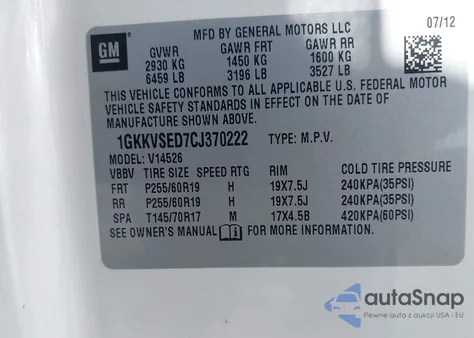 MFD BY GENERAL MOTORS LLC
07/12
GM
GVWR GAWR FRT GAWR RR
2930 KG 1450 KG 1600 KG
6459 LB 3196 LB 3527 LB
THIS VEHICLE CONFORMS TO ALL APPLICABLE U.S. FEDERAL MOTOR
VEHICLE SAFETY STANDARDS IN EFFECT ON THE DATE OF
MANUFACTURE SHOWN ABOVE.
1GKKVSED7CJ370222 TYPE: M.P.V.
MODEL: V14526
VBBV TIRE SIZE SPEED RTG RIM COLD TIRE PRESSURE
FRT P255/60R19 H 19X7.5J 240KPA(35PSI)
RR P255/60R19 H 19X7.5J 240KPA(35PSI)
SPA T145/70R17 M 17X4.5B 420KPA(60PSI)
SEE OWNER'S MANUAL FOR MORE INFORMATION.
autoSnap
Pewne auta z aukcji USA i EU